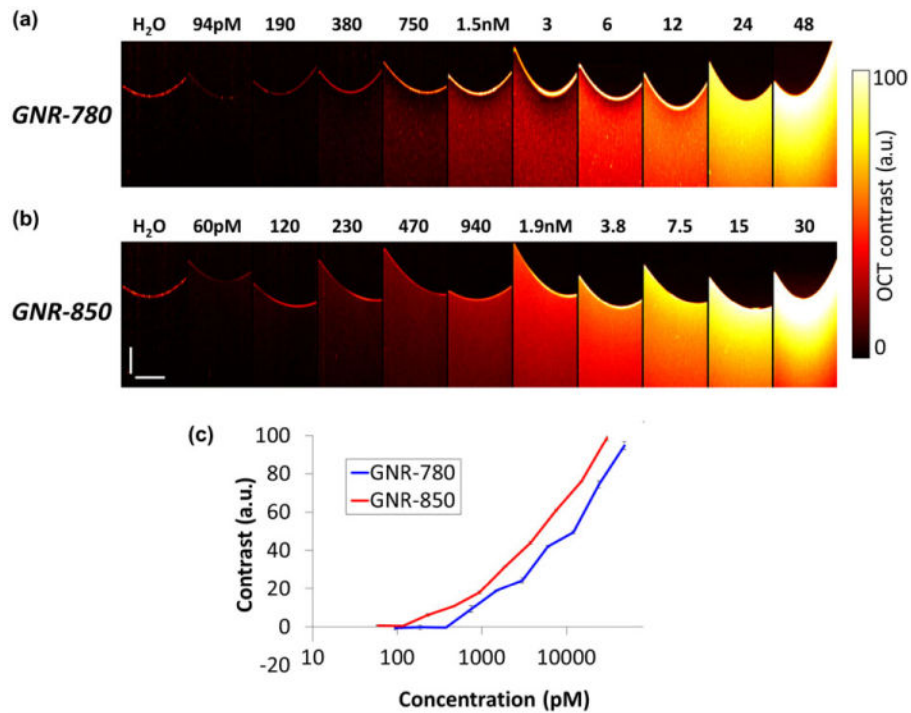 (a)
H₂O 94pM 190 380 750 1.5nM 3 6 12 24 48
GNR-780
100
OCT contrast (a.u.)
0
(b)
H₂O 60pM 120 230 470 940 1.9nM 3.8 7.5 15 30
GNR-850
(c)
100
80
60
40
20
0
-20
Contrast (a.u.)
GNR-780
GNR-850
10 100 1000 10000
Concentration (pM)